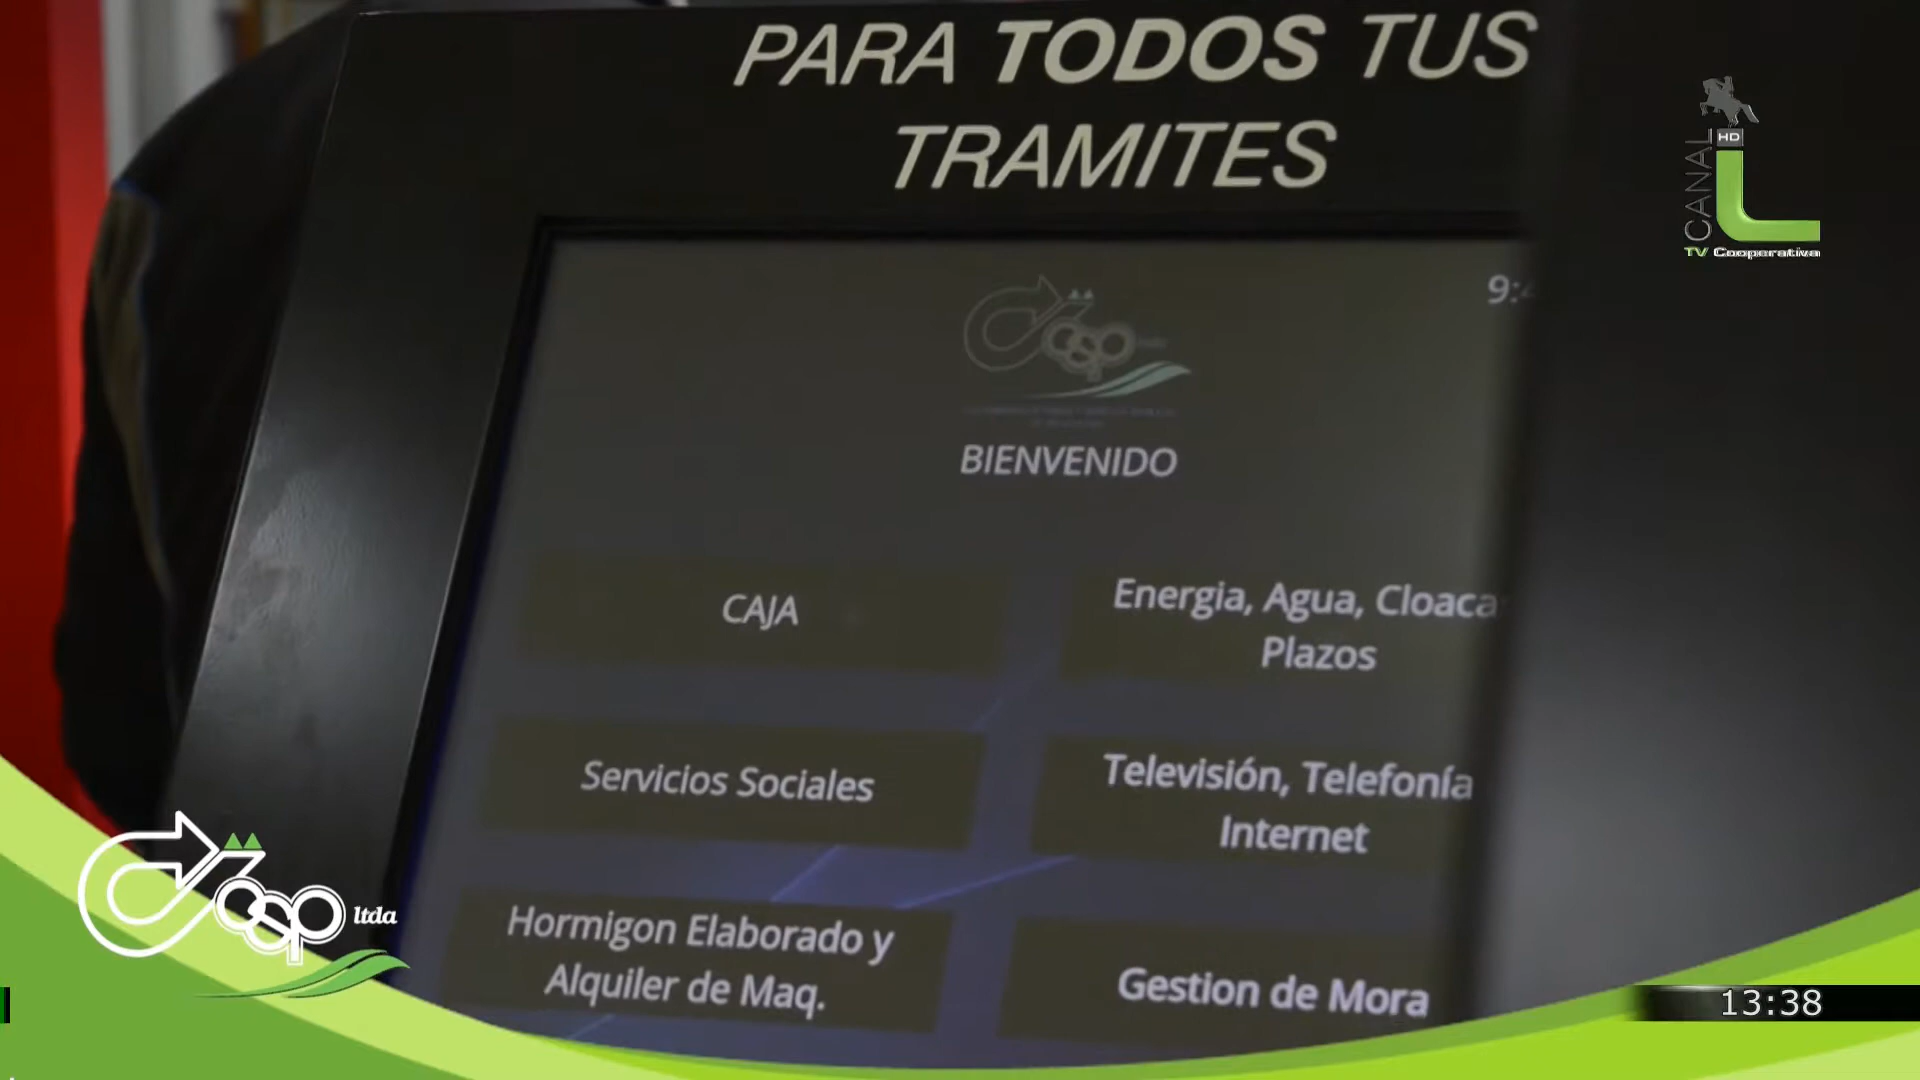 PARA TODOS TUS
TRAMITES
CANAL
HD
TV Cooperativa
BIENVENIDO
CAJA
Energia, Agua, Cloaca
Plazos
Servicios Sociales
Televisión, Telefonía
Internet
Hormigon Elaborado y
Alquiler de Maq.
Gestion de Mora
ltda
13:38